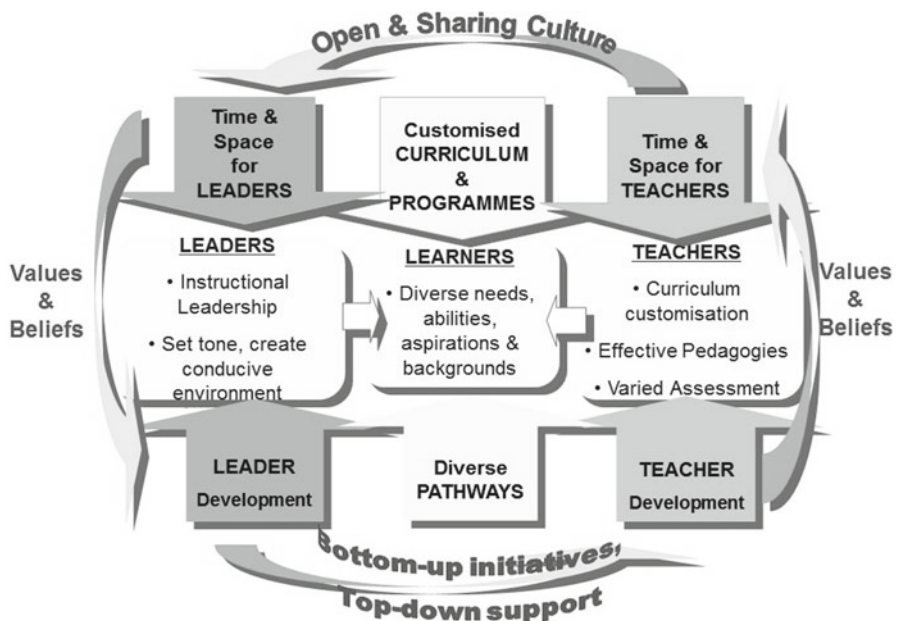 Open & Sharing Culture
Time &
Space
for
LEADERS
Customised
CURRICULUM
&
PROGRAMMES
Time &
Space for
TEACHERS
Values
&
Beliefs
LEADERS
• Instructional
Leadership
• Set tone, create
conducive
environment
LEARNERS
• Diverse needs,
abilities,
aspirations &
backgrounds
TEACHERS
• Curriculum
customisation
• Effective Pedagogies
• Varied Assessment
Values
&
Beliefs
LEADER
Development
Diverse
PATHWAYS
TEACHER
Development
Bottom-up initiatives,
Top-down support